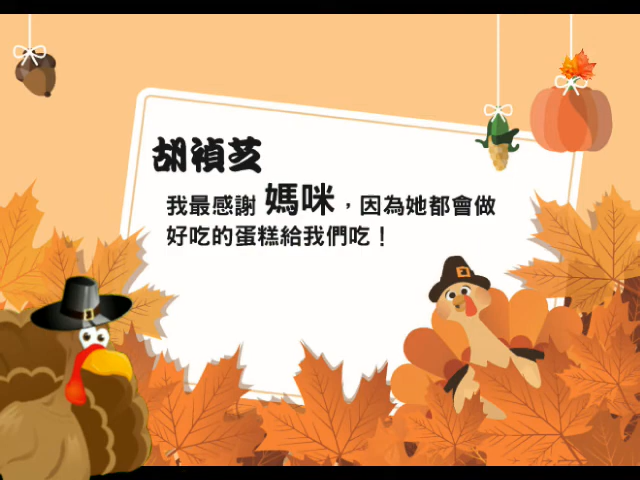 胡禎芝
我最感謝 媽咪，因為她都會做
好吃的蛋糕給我們吃！